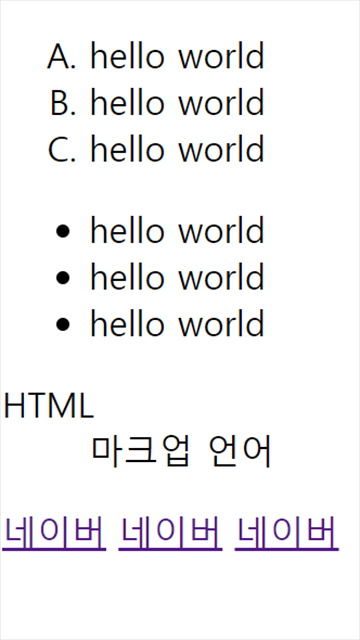 A. hello world
B. hello world
C. hello world
• hello world
• hello world
• hello world
HTML
마크업 언어
네이버 네이버 네이버